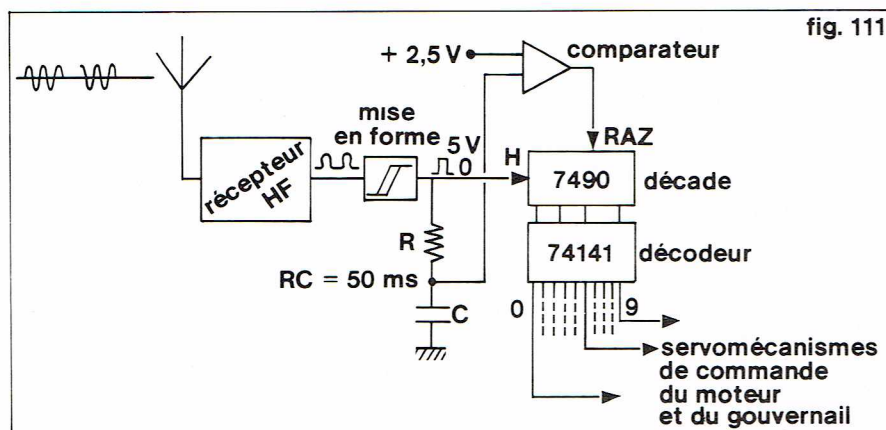 fig. 111
+ 2,5 V
comparateur
mise
en forme
5 V
0
H
RAZ
récepteur
HF
7490
décade
R
74141
décodeur
RC = 50 ms
C
0
9
servomécanismes
de commande
du moteur
et du gouvernail